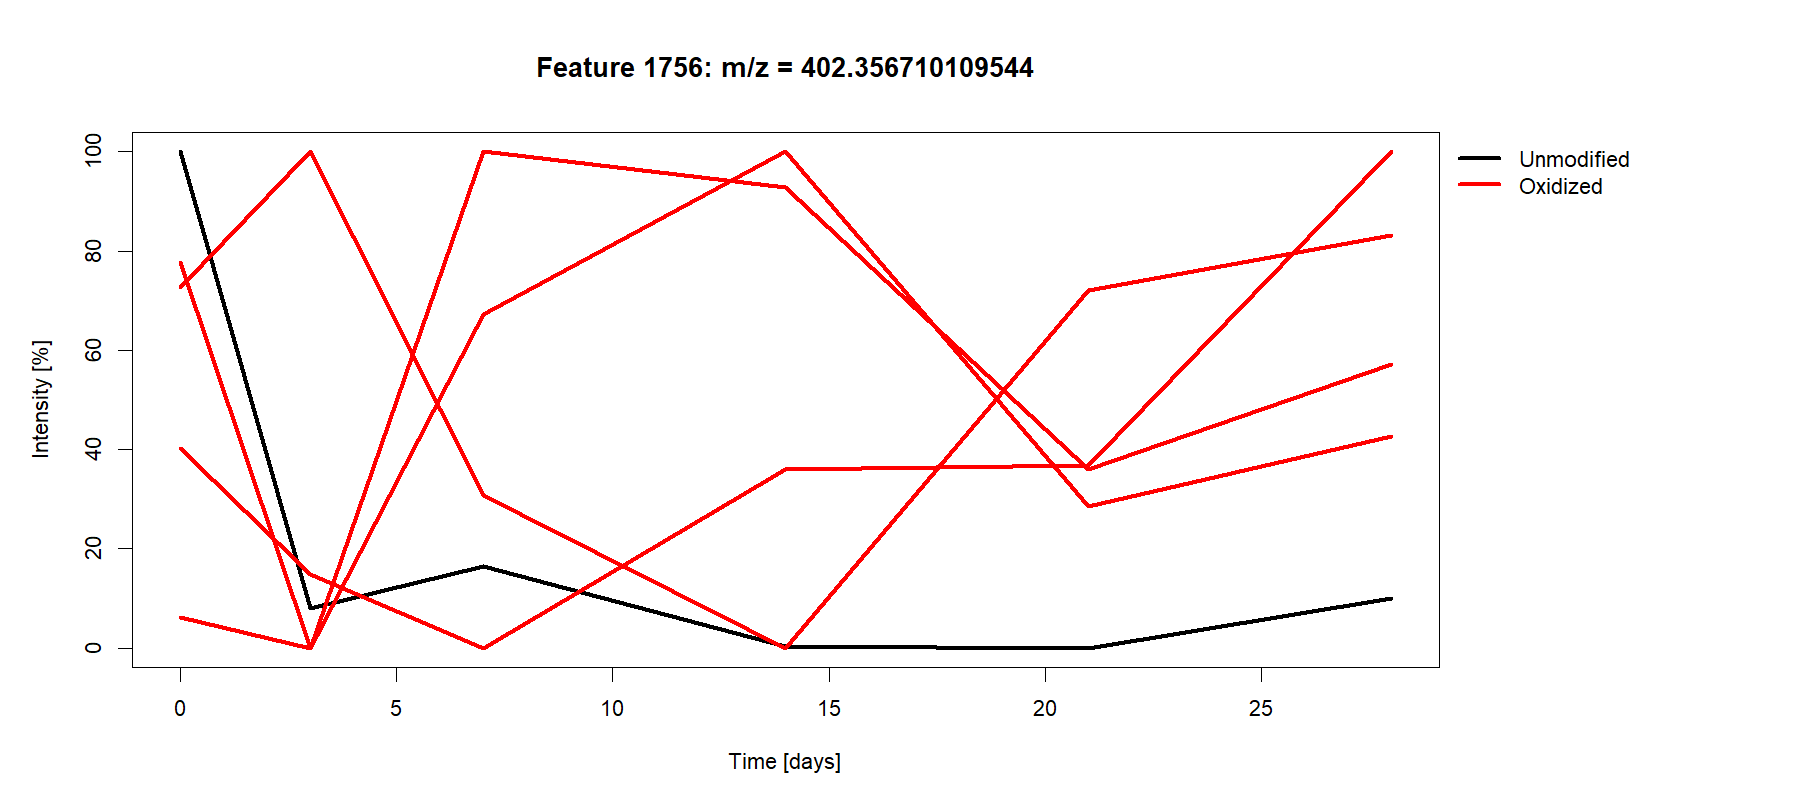 Feature 1756: m/z = 402.356710109544
Unmodified
Oxidized
Intensity [%]
100
80
60
40
20
0
0 5 10 15 20 25
Time [days]